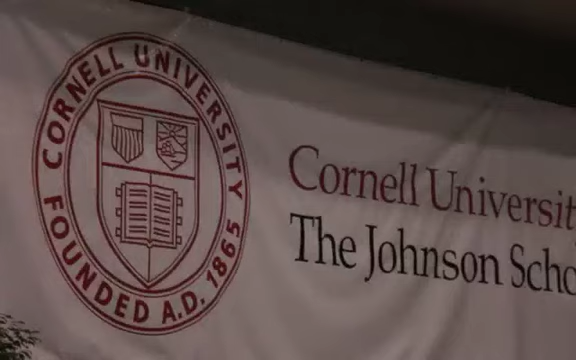 CORNELL UNIVERSITY
FOUNDED A.D. 1865
Cornell Universit
The Johnson Scho